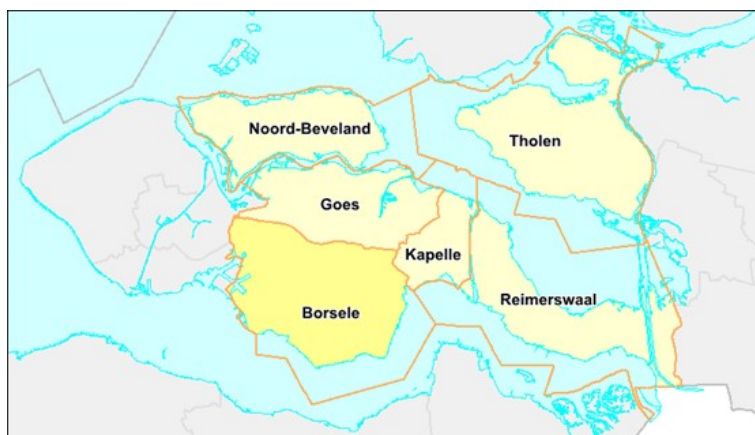 Noord-Beveland
Tholen
Goes
Kapelle
Reimerswaal
Borsele